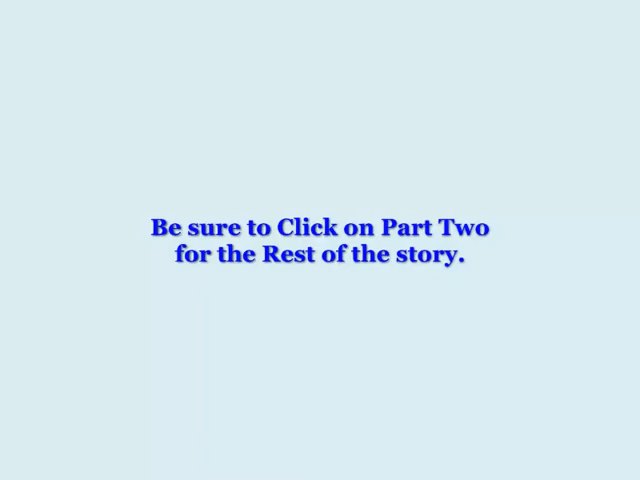 Be sure to Click on Part Two
for the Rest of the story.